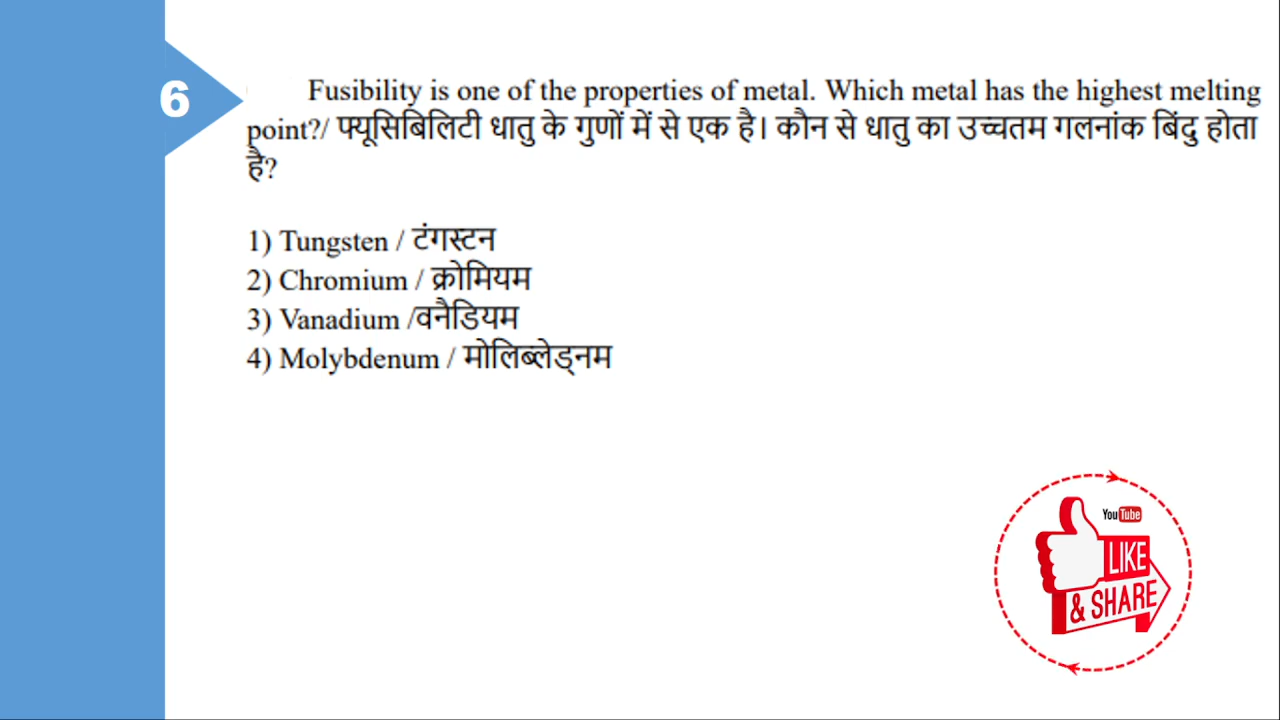 6
Fusibility is one of the properties of metal. Which metal has the highest melting
point?/ फ्यूसिबिलिटी धातु के गुणों में से एक है। कौन से धातु का उच्चतम गलनांक बिंदु होता
है?
1) Tungsten / टंगस्टन
2) Chromium / क्रोमियम
3) Vanadium /वनैडियम
4) Molybdenum / मोलिब्लेड्नम
YouTube
LIKE
& SHARE